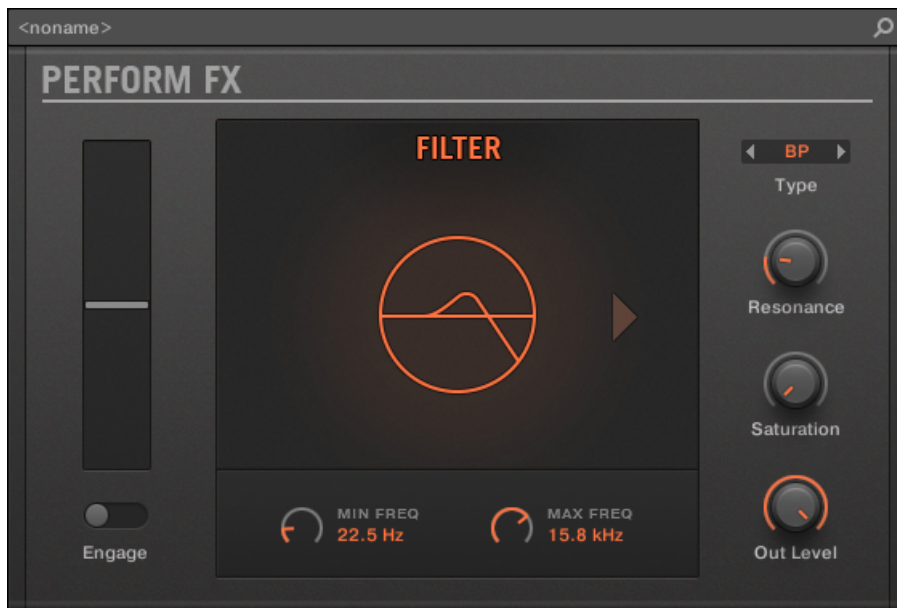 <noname>
PERFORM FX
FILTER
BP
Type
Resonance
Saturation
MIN FREQ
22.5 Hz
MAX FREQ
15.8 kHz
Engage
Out Level